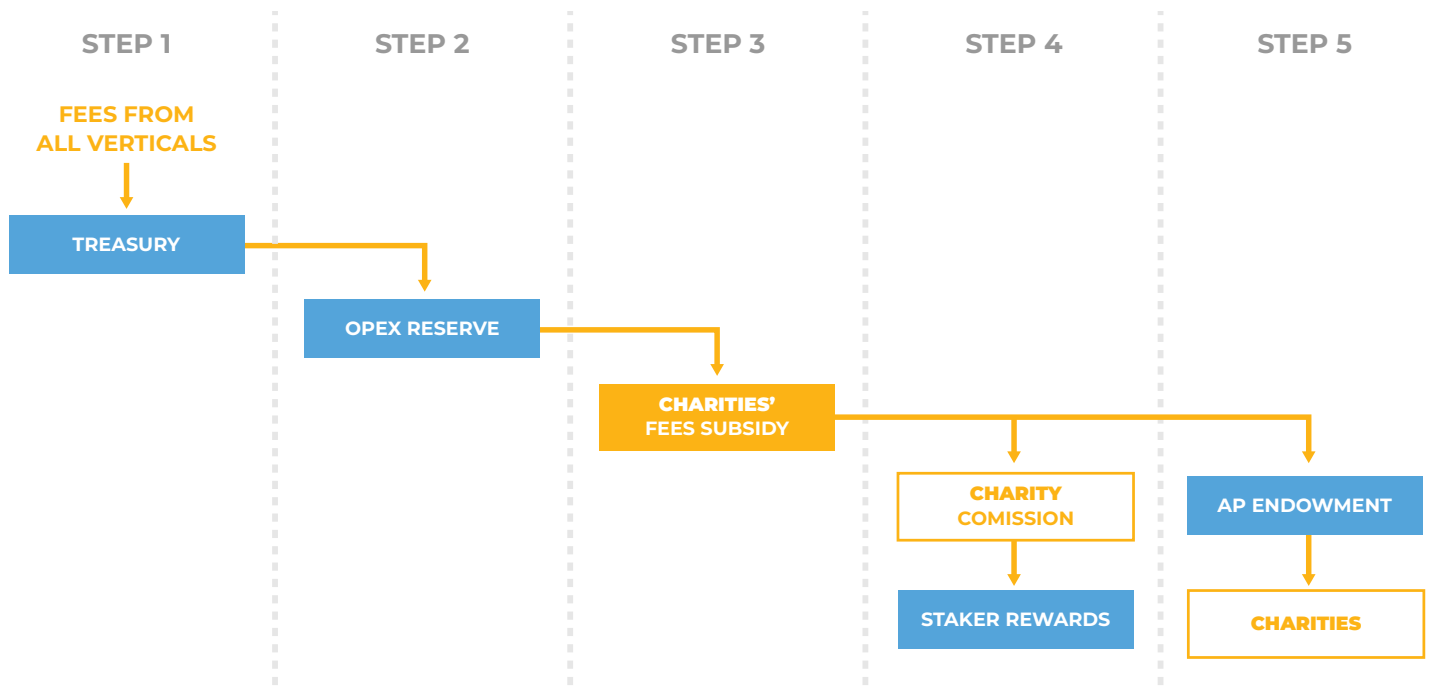 STEP 1
STEP 2
STEP 3
STEP 4
STEP 5
FEES FROM
ALL VERTICALS
TREASURY
OPEX RESERVE
CHARITIES’
FEES SUBSIDY
CHARITY
COMISSION
AP ENDOWMENT
STAKER REWARDS
CHARITIES